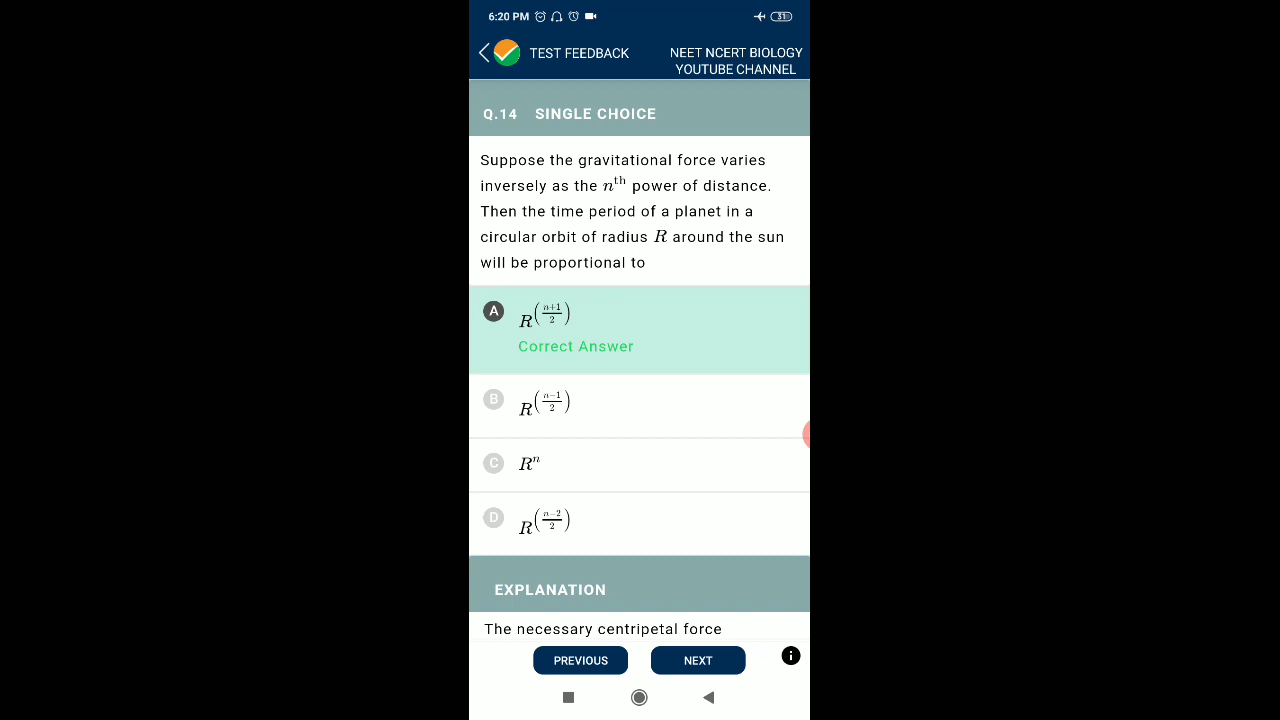 6:20 PM 31
TEST FEEDBACK
NEET NCERT BIOLOGY
YOUTUBE CHANNEL
Q.14 SINGLE CHOICE
Suppose the gravitational force varies
inversely as the n^th power of distance.
Then the time period of a planet in a
circular orbit of radius R around the sun
will be proportional to
A R^((n+1)/2)
Correct Answer
B R^((n−1)/2)
C R^n
D R^((n−2)/2)
EXPLANATION
The necessary centripetal force
PREVIOUS NEXT i